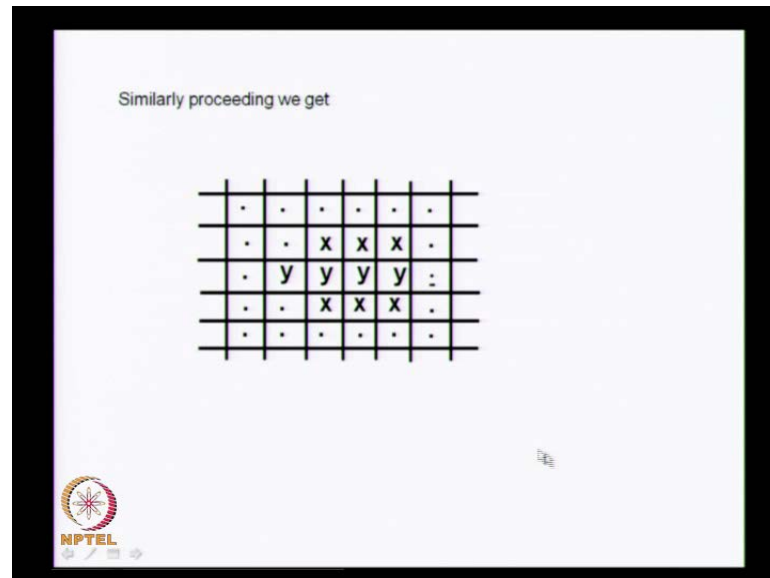 Similarly proceeding we get
. . . . . .
. . x x x .
. y y y y :
. . x x x .
. . . . . .
NPTEL